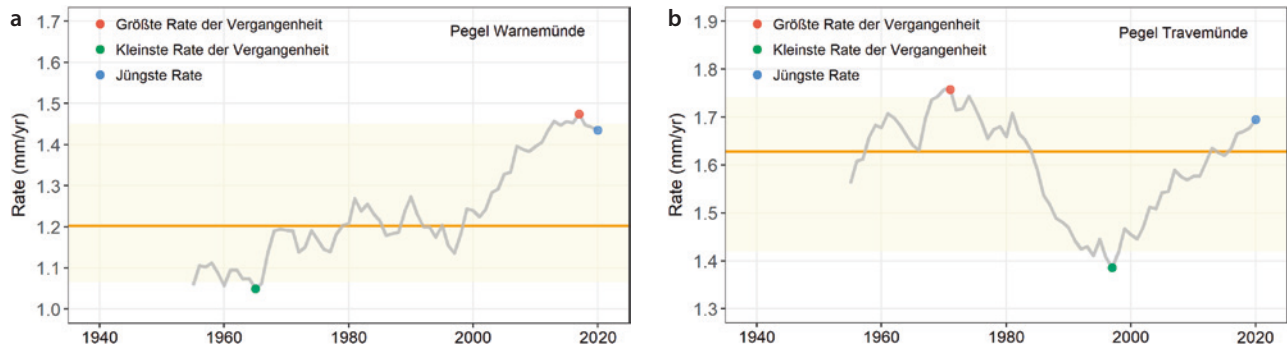 a
Pegel Warnemünde
Größte Rate der Vergangenheit
Kleinste Rate der Vergangenheit
Jüngste Rate
Rate (mm/yr)
1.7
1.6
1.5
1.4
1.3
1.2
1.1
1.0
1940 1960 1980 2000 2020
b
Pegel Travemünde
Größte Rate der Vergangenheit
Kleinste Rate der Vergangenheit
Jüngste Rate
Rate (mm/yr)
1.9
1.8
1.7
1.6
1.5
1.4
1.3
1940 1960 1980 2000 2020